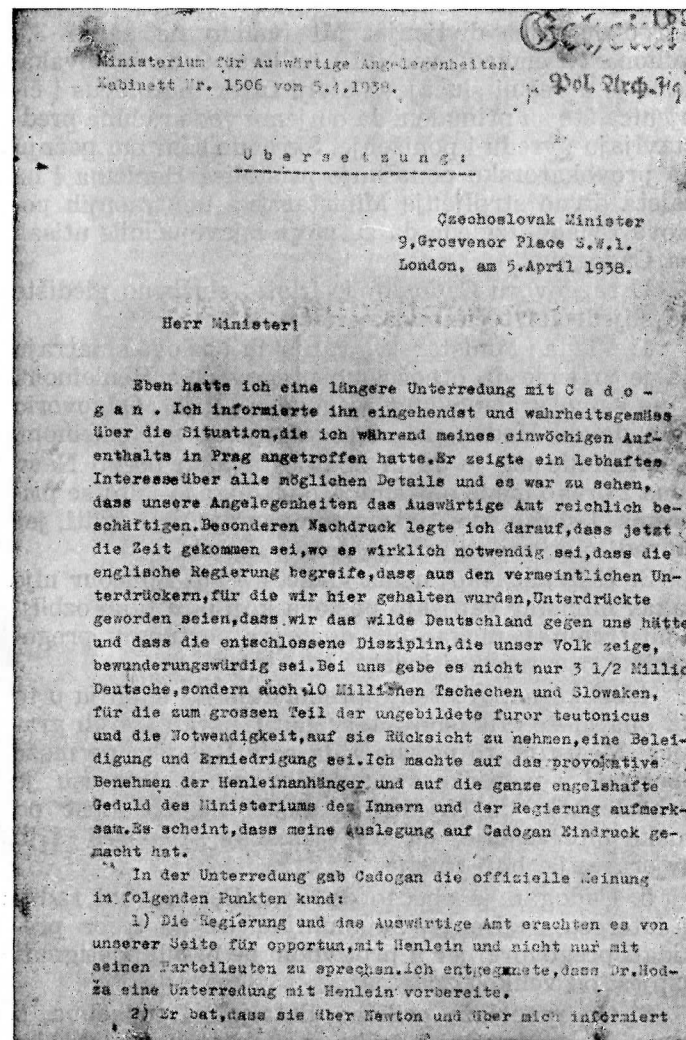 Geheim
Ministerium für Auswärtige Angelegenheiten.
Kabinett Nr. 1506 vom 5.4.1938.
Pol. Arch.
Übersetzung:
Czechoslovak Minister
9,Grosvenor Place S.W.1.
London, am 5.April 1938.
Herr Minister!
Eben hatte ich eine längere Unterredung mit C a d o -
g a n . Ich informierte ihn eingehendst und wahrheitsgemäss
über die Situation,die ich während meines einwöchigen Auf-
enthalts in Prag angetroffen hatte.Er zeigte ein lebhaftes
Interesseüber alle möglichen Details und es war zu sehen,
dass unsere Angelegenheiten das Auswärtige Amt reichlich be-
schäftigen.Besonderen Nachdruck legte ich darauf,dass jetzt
die Zeit gekommen sei,wo es wirklich notwendig sei,dass die
englische Regierung begreife,dass aus den vermeintlichen Un-
terdrückern,für die wir hier gehalten wurden,Unterdrückte
geworden seien,dass wir das wilde Deutschland gegen uns hätte
und dass die entschlossene Disziplin,die unser Volk zeige,
bewunderungswürdig sei.Bei uns gebe es nicht nur 3 1/2 Millio
Deutsche,sondern auch 10 Millionen Tschechen und Slowaken,
für die zum grossen Teil der ungebildete furor teutonicus
und die Notwendigkeit,auf sie Rücksicht zu nehmen,eine Belei-
digung und Erniedrigung sei.Ich machte auf das provokative
Benehmen der Henleinanhänger und auf die ganze engelshafte
Geduld des Ministeriums des Innern und der Regierung aufmerk-
sam.Es scheint,dass meine Auslegung auf Cadogan Eindruck ge-
macht hat.
In der Unterredung gab Cadogan die offizielle Meinung
in folgenden Punkten kund:
1) Die Regierung und das Auswärtige Amt erachten es von
unserer Seite für opportun,mit Henlein und nicht nur mit
seinen Parteileuten zu sprechen.Ich entgegnete,dass Dr.Hod-
ža eine Unterredung mit Henlein vorbereite.
2) Er bat,dass sie über Newton und über mich informiert